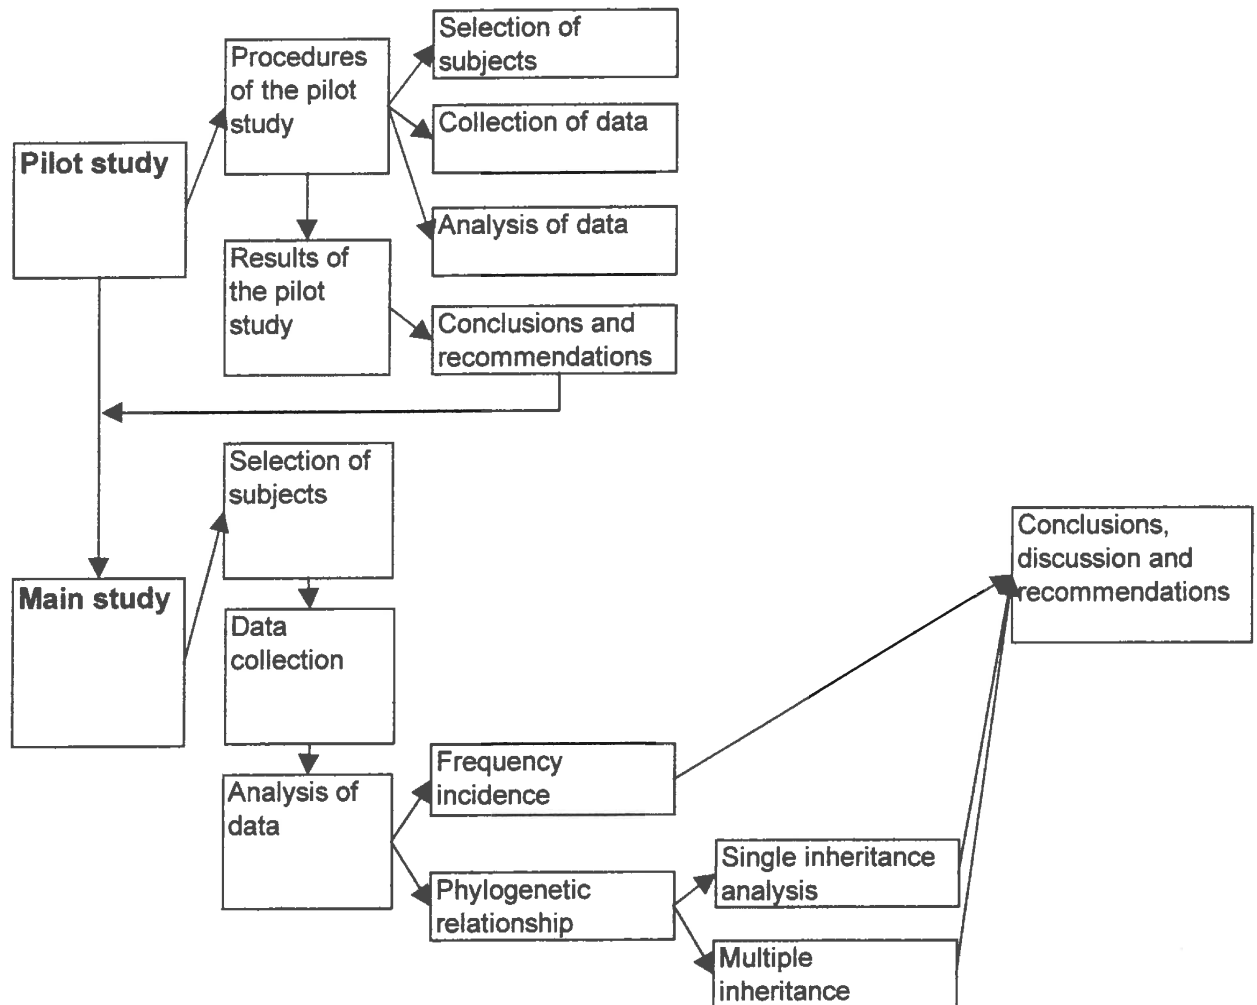 Pilot study
Procedures
of the pilot
study
Selection of
subjects
Collection of data
Analysis of data
Results of
the pilot
study
Conclusions and
recommendations
Main study
Selection of
subjects
Data
collection
Analysis of
data
Frequency
incidence
Phylogenetic
relationship
Single inheritance
analysis
Multiple
inheritance
Conclusions,
discussion and
recommendations